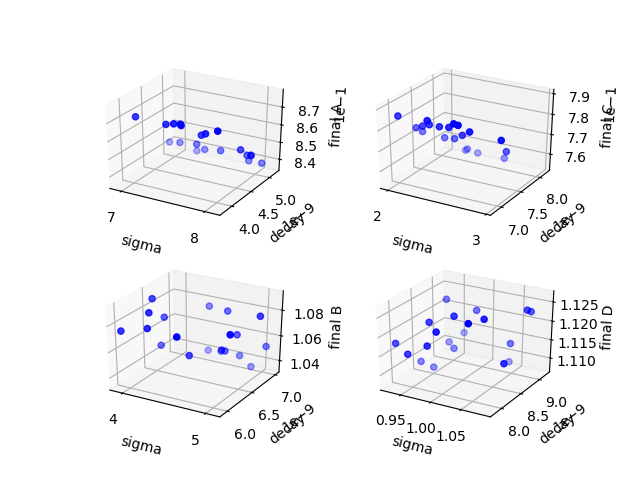 8.7
8.6
8.5
8.4
final A
1e−1
5.0
4.5
4.0
decay
1e−9
7
8
sigma
7.9
7.8
7.7
7.6
final C
1e−1
8.0
7.5
7.0
decay
1e−9
2
3
sigma
1.08
1.06
1.04
final B
7.0
6.5
6.0
decay
1e−9
4
5
sigma
1.125
1.120
1.115
1.110
final D
9.0
8.5
8.0
decay
1e−9
0.95
1.00
1.05
sigma